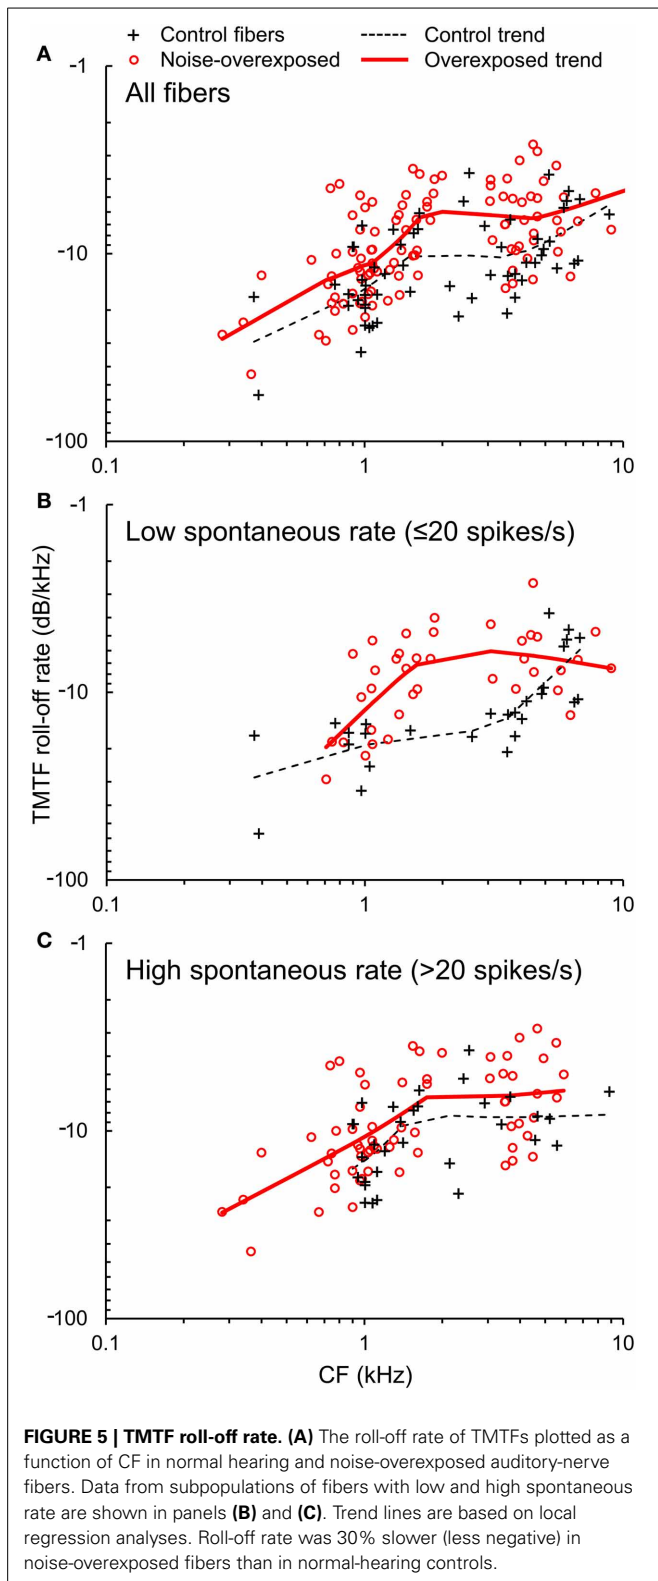 + Control fibers ----- Control trend
A ○ Noise-overexposed — Overexposed trend
-1
All fibers
-10
-100
0.1 1 10
B
-1
Low spontaneous rate (≤20 spikes/s)
TMTF roll-off rate (dB/kHz)
-10
-100
0.1 1 10
C
-1
High spontaneous rate (>20 spikes/s)
-10
-100
0.1 1 10
CF (kHz)
FIGURE 5 | TMTF roll-off rate. (A) The roll-off rate of TMTFs plotted as a
function of CF in normal hearing and noise-overexposed auditory-nerve
fibers. Data from subpopulations of fibers with low and high spontaneous
rate are shown in panels (B) and (C). Trend lines are based on local
regression analyses. Roll-off rate was 30% slower (less negative) in
noise-overexposed fibers than in normal-hearing controls.